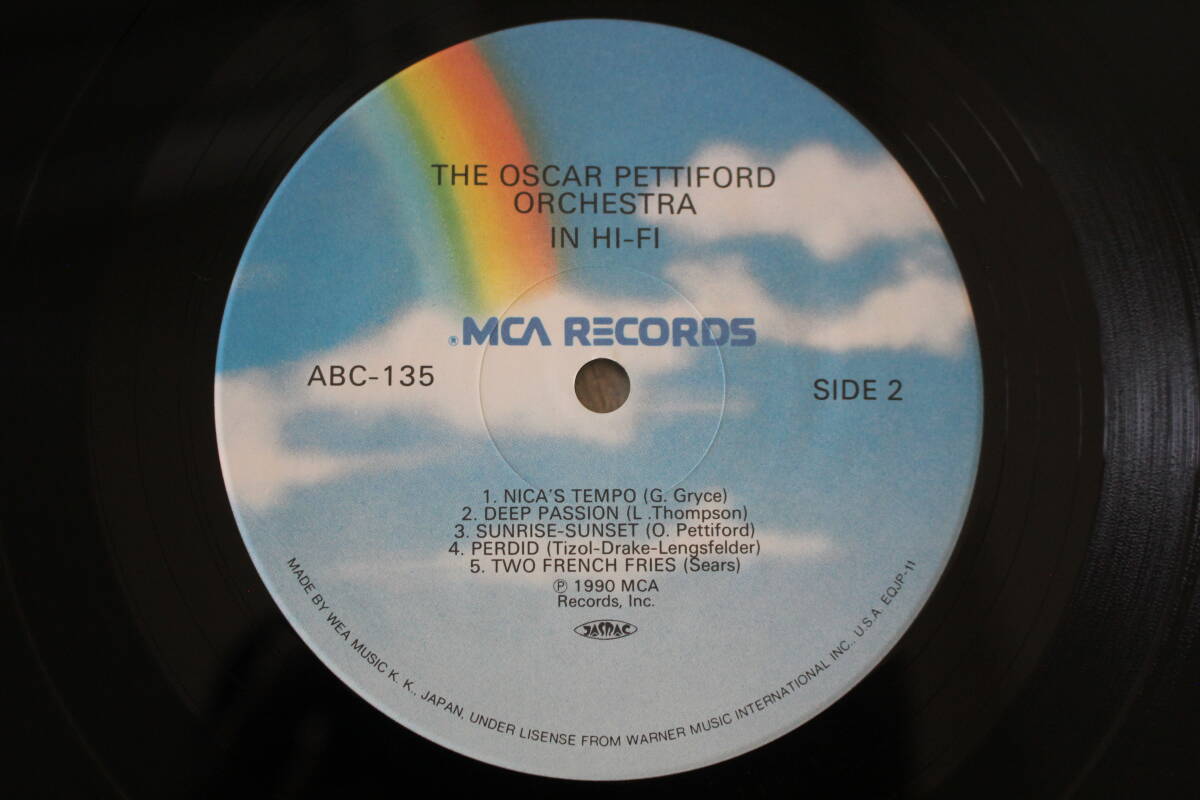 THE OSCAR PETTIFORD
ORCHESTRA
IN HI-FI
®MCA RECORDS
ABC-135
SIDE 2
1. NICA'S TEMPO (G. Gryce)
2. DEEP PASSION (L .Thompson)
3. SUNRISE-SUNSET (O. Pettiford)
4. PERDID (Tizol-Drake-Lengsfelder)
5. TWO FRENCH FRIES (Sears)
Ⓟ 1990 MCA
Records, Inc.
JASRAC
MADE BY WEA MUSIC K. K., JAPAN, UNDER LISENSE FROM WARNER MUSIC INTERNATIONAL INC., U.S.A. EQJP-11